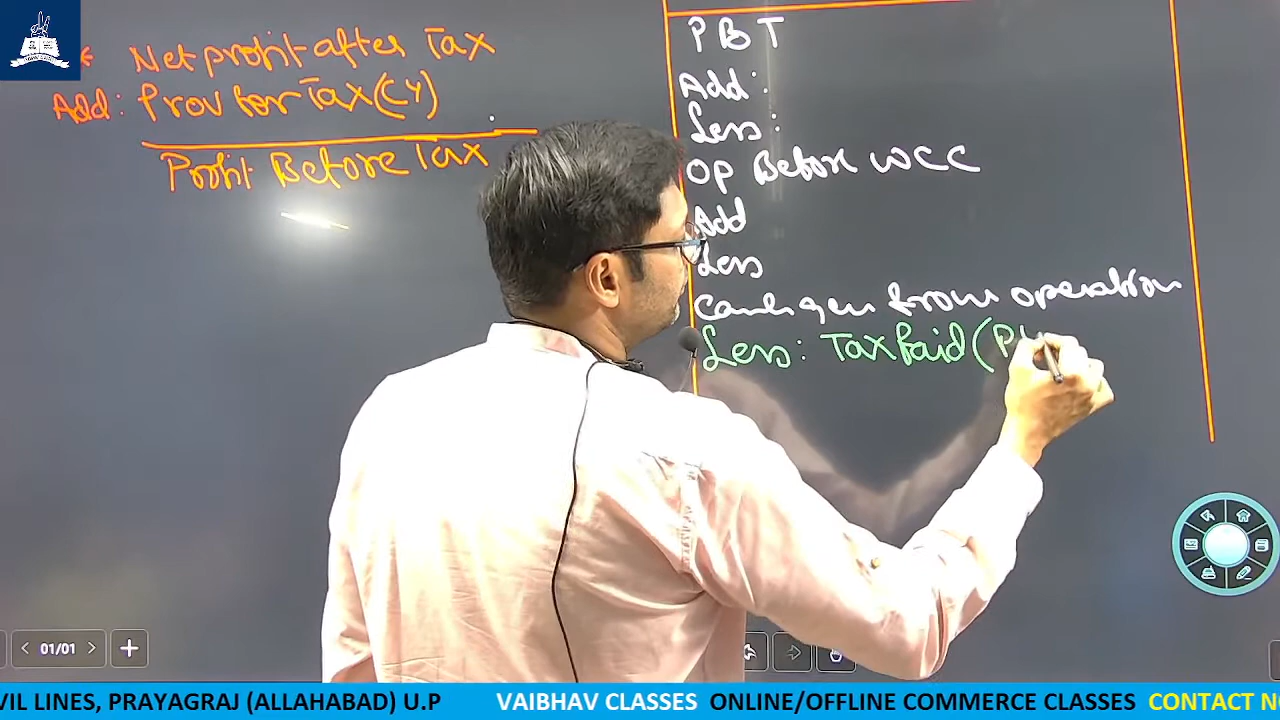 * Net profit after Tax
Add: Prov for Tax (CY)
Profit Before Tax
PBT
Add:
Less:
OP Before WCC
Add
Less
Cash gen from operation
Less: Tax Paid (PY
01/01
VIL LINES, PRAYAGRAJ (ALLAHABAD) U.P VAIBHAV CLASSES ONLINE/OFFLINE COMMERCE CLASSES CONTACT N